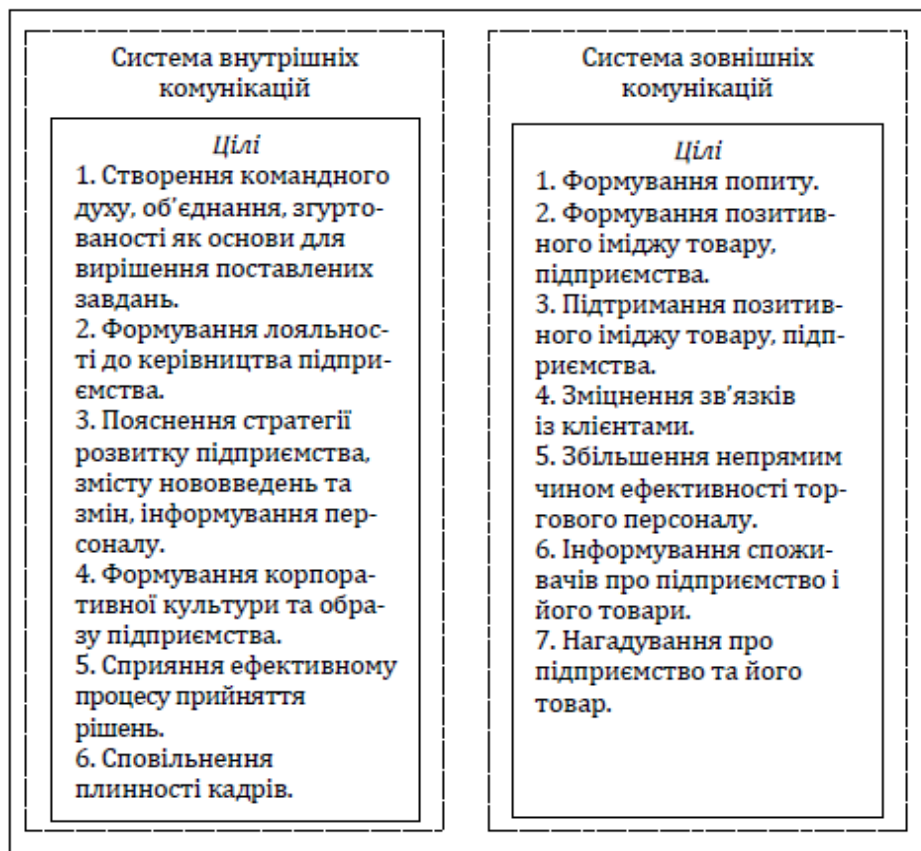 Система внутрішніх
комунікацій
Цілі
1. Створення командного
духу, об’єднання, згурто-
ваності як основи для
вирішення поставлених
завдань.
2. Формування лояльнос-
ті до керівництва підпри-
ємства.
3. Пояснення стратегії
розвитку підприємства,
змісту нововведень та
змін, інформування пер-
соналу.
4. Формування корпора-
тивної культури та обра-
зу підприємства.
5. Сприяння ефективному
процесу прийняття
рішень.
6. Сповільнення
плинності кадрів.
Система зовнішніх
комунікацій
Цілі
1. Формування попиту.
2. Формування позитив-
ного іміджу товару,
підприємства.
3. Підтримання позитив-
ного іміджу товару, підп-
риємства.
4. Зміцнення зв’язків
із клієнтами.
5. Збільшення непрямим
чином ефективності тор-
гового персоналу.
6. Інформування спожи-
вачів про підприємство і
його товари.
7. Нагадування про
підприємство та його
товар.